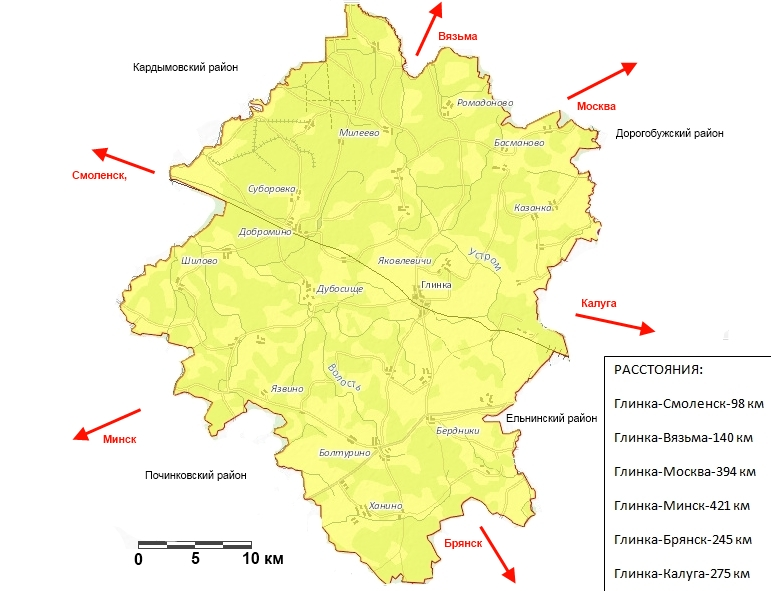 Вязьма
Кардымовский район
Москва
Ромадоново
Дорогобужский район
Милеево
Басманово
Смоленск,
Суборовка
Казанка
Добромино
Устром
Шилово
Яковлевичи
Глинка
Дубосище
Калуга
Волость
Язвино
Ельнинский район
Минск
Бердники
Болтурино
Починковский район
Ханино
Брянск
0 5 10 км
РАССТОЯНИЯ:
Глинка-Смоленск-98 км
Глинка-Вязьма-140 км
Глинка-Москва-394 км
Глинка-Минск-421 км
Глинка-Брянск-245 км
Глинка-Калуга-275 км